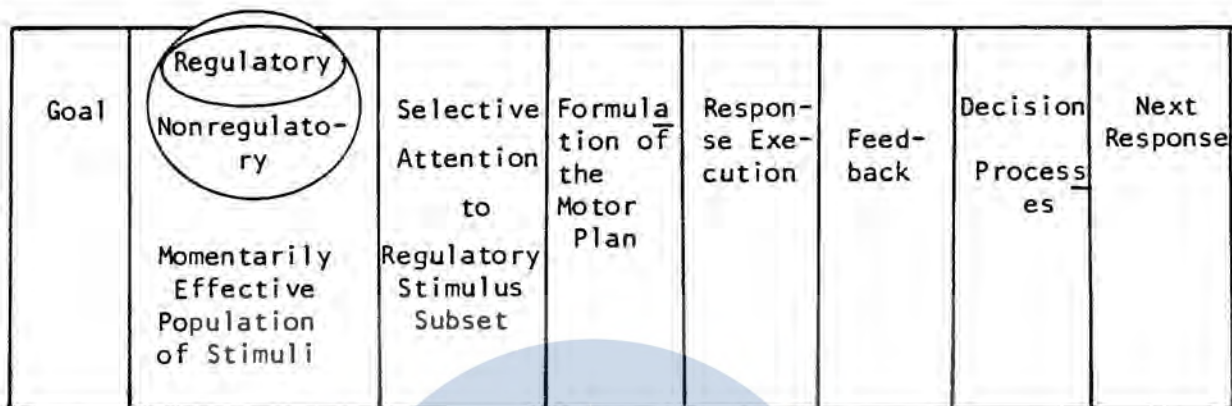 Goal
Regulatory
Nonregulato-
ry
Momentarily
Effective
Population
of Stimuli
Selective
Attention
to
Regulatory
Stimulus
Subset
Formula
tion of
the
Motor
Plan
Respon-
se Exe-
cution
Feed-
back
Decision
Process
es
Next
Response